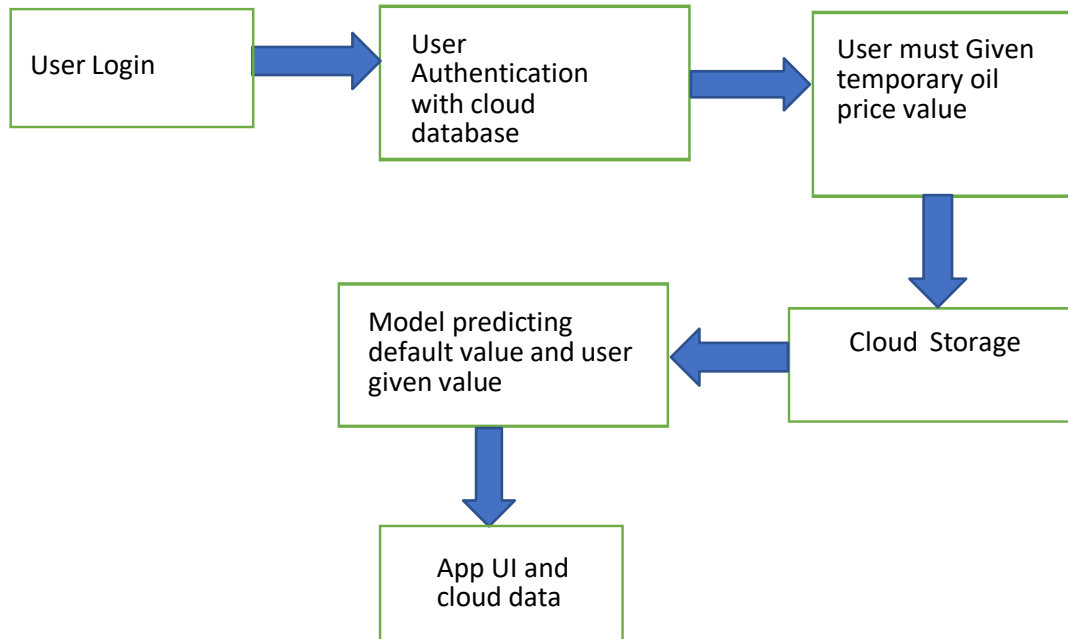 User Login
User
Authentication
with cloud
database
User must Given
temporary oil
price value
Model predicting
default value and user
given value
Cloud Storage
App UI and
cloud data